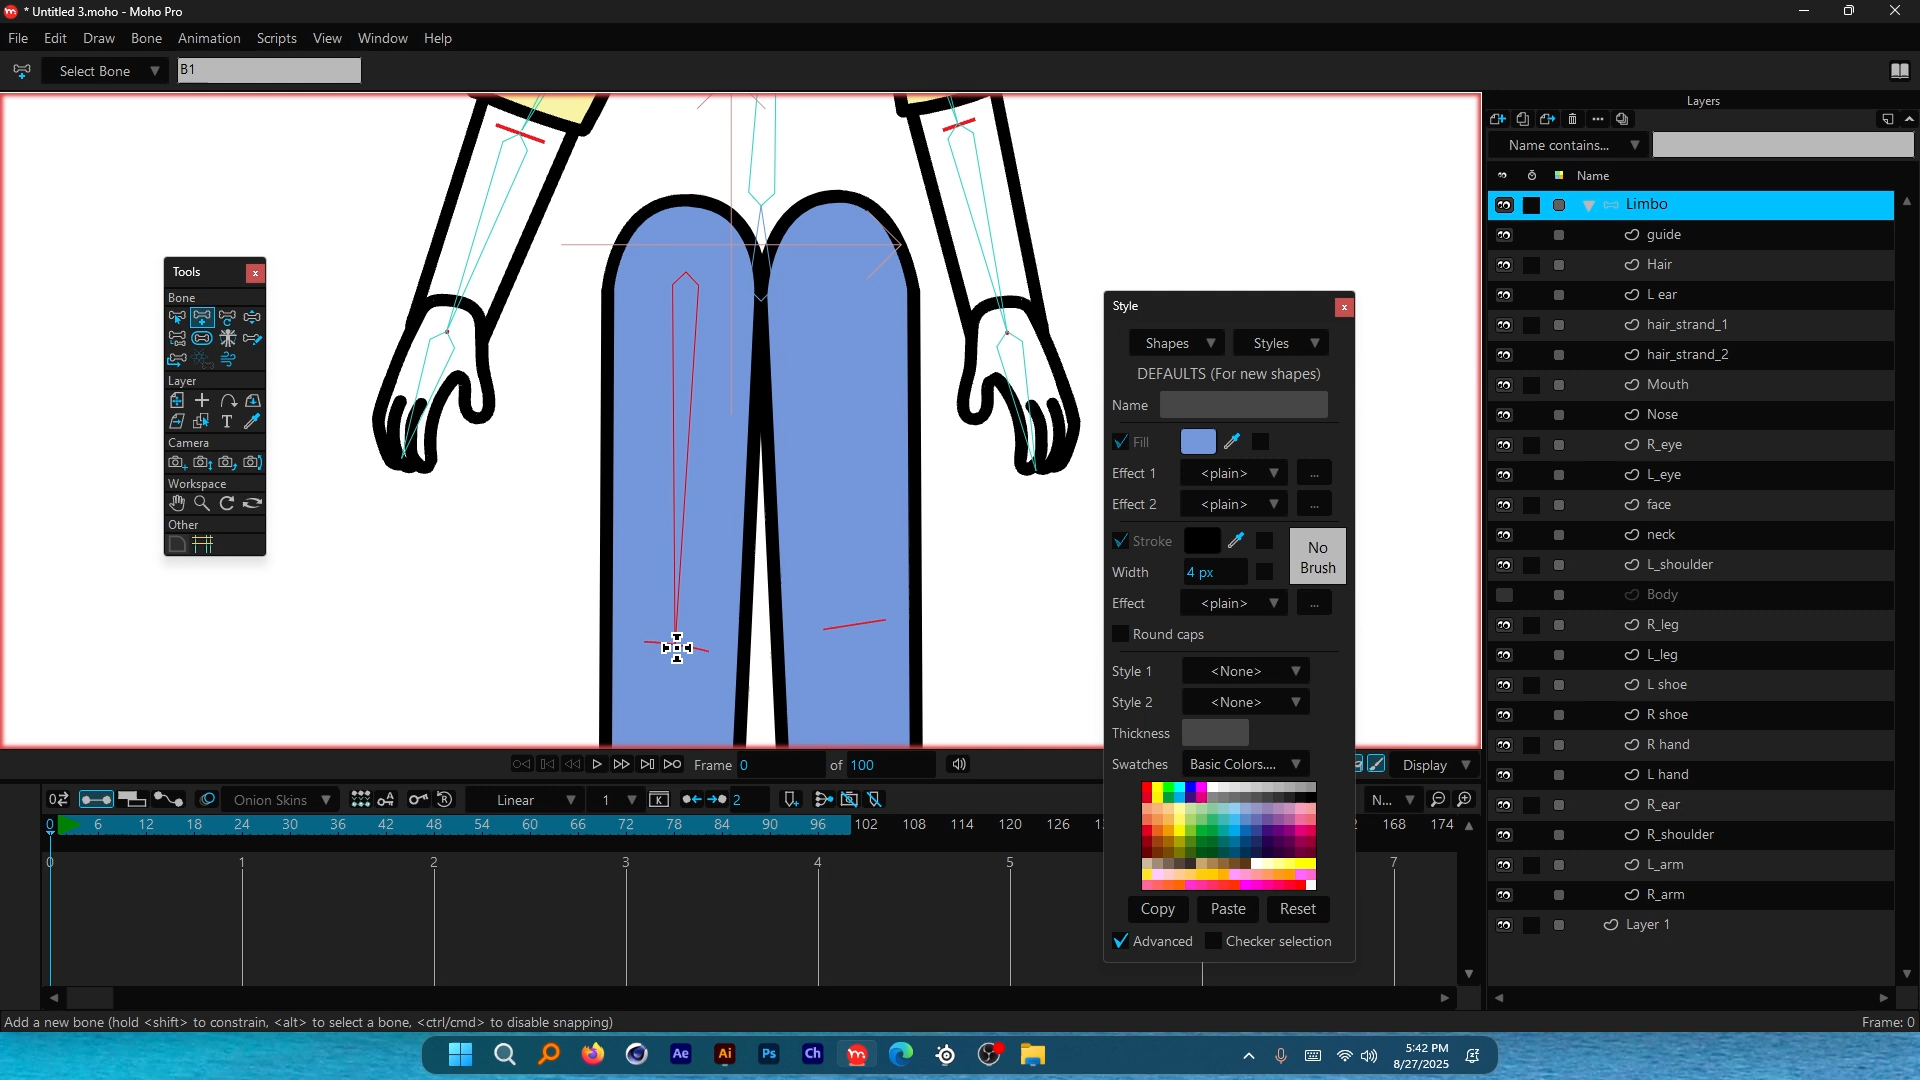 * Untitled 3.moho - Moho Pro
File Edit Draw Bone Animation Scripts View Window Help
Select Bone B1
Layers
Name contains...
Name
Limbo
guide
Hair
L ear
hair_strand_1
hair_strand_2
Mouth
Nose
R_eye
L_eye
face
neck
L_shoulder
Body
R_leg
L_leg
L shoe
R shoe
R hand
L hand
R_ear
R_shoulder
L_arm
R_arm
Layer 1
Tools
Bone
Layer
T
Camera
Workspace
Other
Style
Shapes Styles
DEFAULTS (For new shapes)
Name
Fill
Effect 1 <plain> ...
Effect 2 <plain> ...
Stroke
No Brush
Width 4 px
Effect <plain> ...
Round caps
Style 1 <None>
Style 2 <None>
Thickness
Swatches Basic Colors....
Copy Paste Reset
Advanced Checker selection
Frame 0 of 100
Display
Onion Skins Linear 1 2 N...
0 6 12 18 24 30 36 42 48 54 60 66 72 78 84 90 96 102 108 114 120 126 168 174
0 1 2 3 4 5 7
Add a new bone (hold <shift> to constrain, <alt> to select a bone, <ctrl/cmd> to disable snapping)
Frame: 0
Ae Ai Ps Ch
5:42 PM
8/27/2025